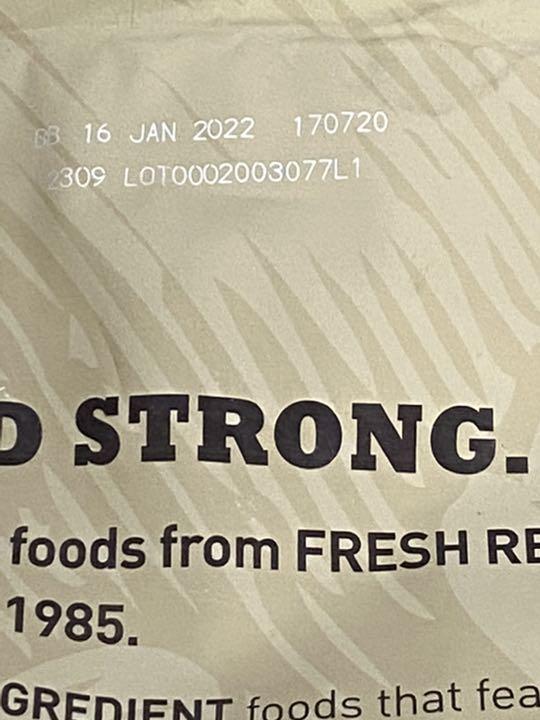 BB 16 JAN 2022 170720
2309 LOT0002003077L1
D STRONG.
foods from FRESH RE
1985.
GREDIENT foods that fea